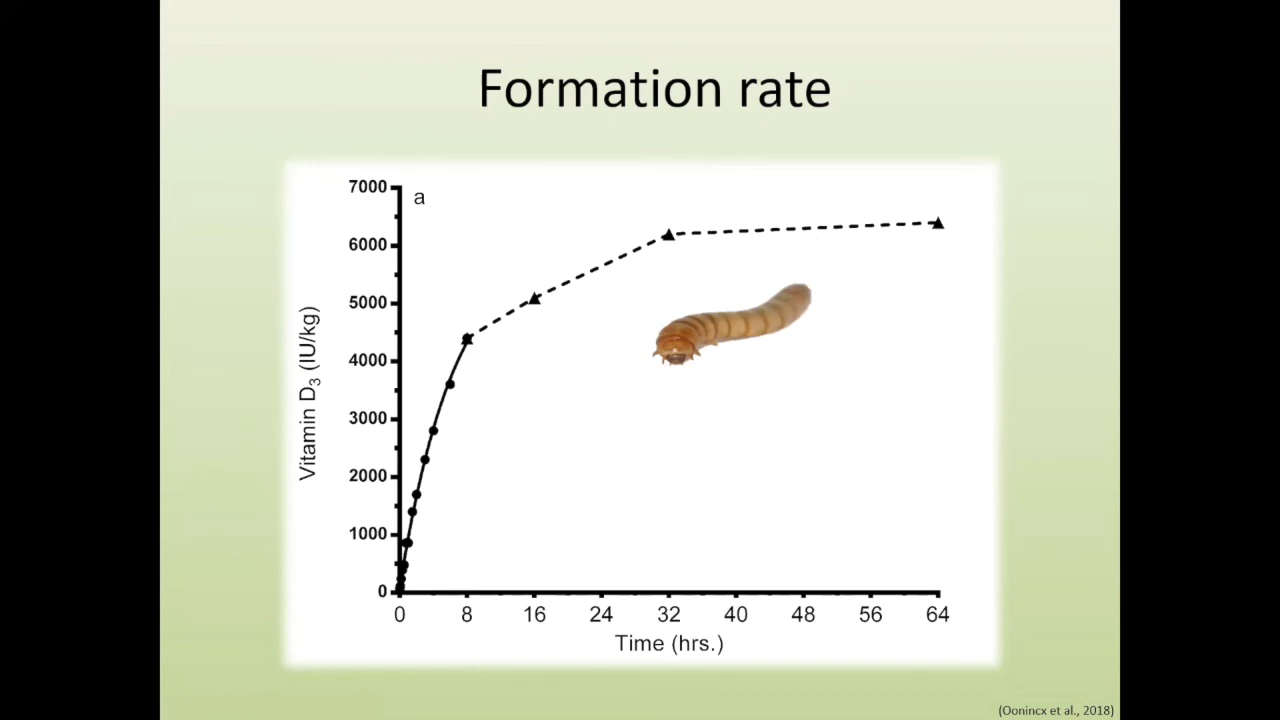 Formation rate
a
7000
6000
5000
4000
3000
2000
1000
0
Vitamin D3 (IU/kg)
0 8 16 24 32 40 48 56 64
Time (hrs.)
(Oonincx et al., 2018)